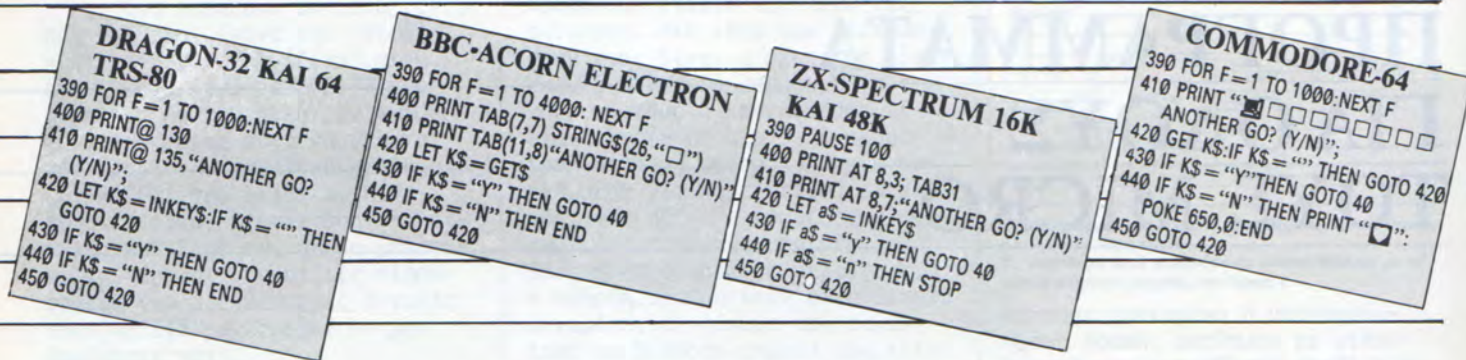 DRAGON-32 ΚΑΙ 64
TRS-80
390 FOR F=1 TO 1000:NEXT F
400 PRINT@ 130
410 PRINT@ 135,“ANOTHER GO?
(Y/N)”;
420 LET K$=INKEY$:IF K$=“” THEN
GOTO 420
430 IF K$=“Y” THEN GOTO 40
440 IF K$=“N” THEN END
450 GOTO 420
BBC-ACORN ELECTRON
390 FOR F=1 TO 4000: NEXT F
400 PRINT TAB(7,7) STRING$(26,“□”)
410 PRINT TAB(11,8)“ANOTHER GO? (Y/N)”
420 LET K$=GET$
430 IF K$=“Y” THEN GOTO 40
440 IF K$=“N” THEN END
450 GOTO 420
ZX-SPECTRUM 16K
ΚΑΙ 48K
390 PAUSE 100
400 PRINT AT 8,3; TAB31
410 PRINT AT 8,7;“ANOTHER GO? (Y/N)”:
420 LET a$=INKEY$
430 IF a$=“y” THEN GOTO 40
440 IF a$=“n” THEN STOP
450 GOTO 420
COMMODORE-64
390 FOR F=1 TO 1000:NEXT F
410 PRINT “□□□□□□□□
ANOTHER GO? (Y/N)”;
420 GET K$:IF K$=“” THEN GOTO 420
430 IF K$=“Y”THEN GOTO 40
440 IF K$=“N” THEN PRINT “”:
POKE 650,0:END
450 GOTO 420